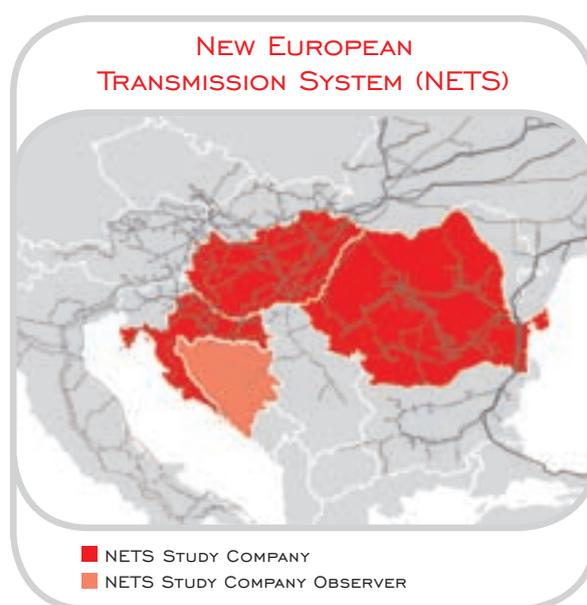 New European
Transmission System (NETS)
NETS Study Company
NETS Study Company Observer